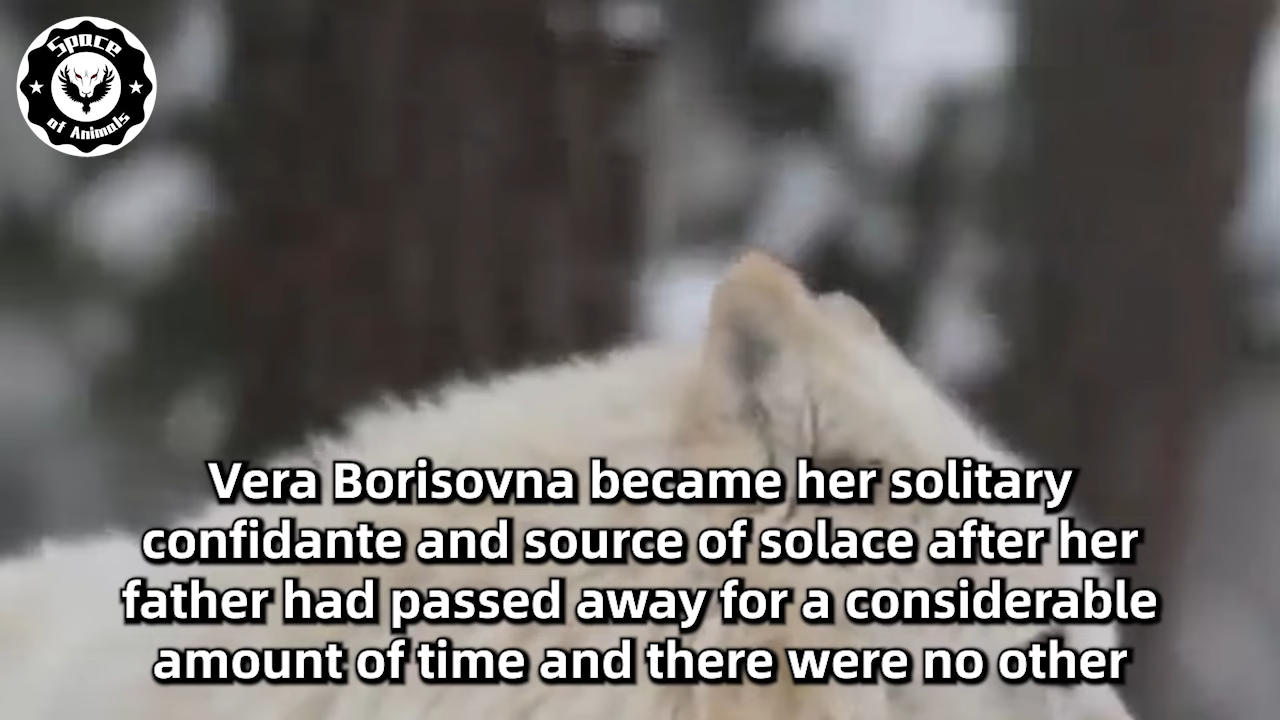 Space
of Animals
Vera Borisovna became her solitary
confidante and source of solace after her
father had passed away for a considerable
amount of time and there were no other